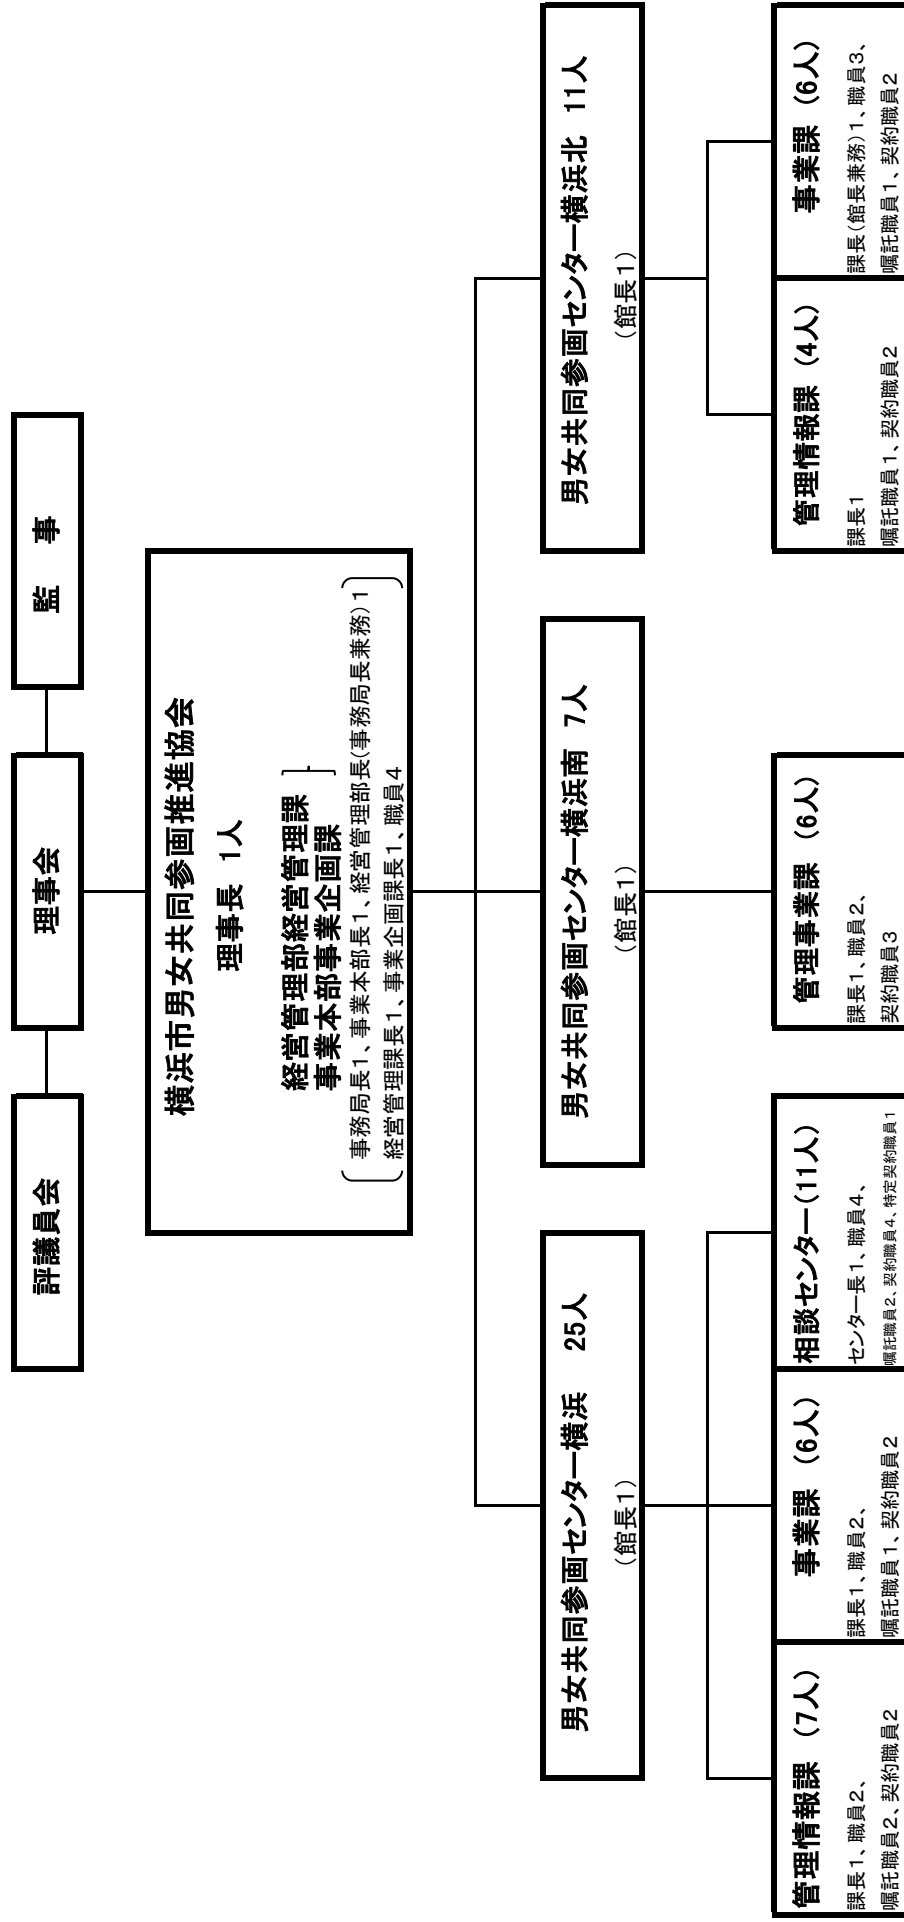 評議員会
理事会
監　事
横浜市男女共同参画推進協会
理事長　1人
経営管理部経営管理課
事業本部事業企画課
事務局長1、事業本部長1、経営管理部長(事務局長兼務)1
経営管理課長1、事業企画課長1、職員4
男女共同参画センター横浜　25人
(館長1)
男女共同参画センター横浜南　7人
(館長1)
男女共同参画センター横浜北　11人
(館長1)
管理情報課　(7人)
課長1、職員2、
嘱託職員2、契約職員2
事業課　(6人)
課長1、職員2、
嘱託職員1、契約職員2
相談センター(11人)
センター長1、職員4、
嘱託職員2、契約職員4、特定契約職員1
管理事業課　(6人)
課長1、職員2、
契約職員3
管理情報課　(4人)
課長1
嘱託職員1、契約職員2
事業課　(6人)
課長(館長兼務)1、職員3、
嘱託職員1、契約職員2